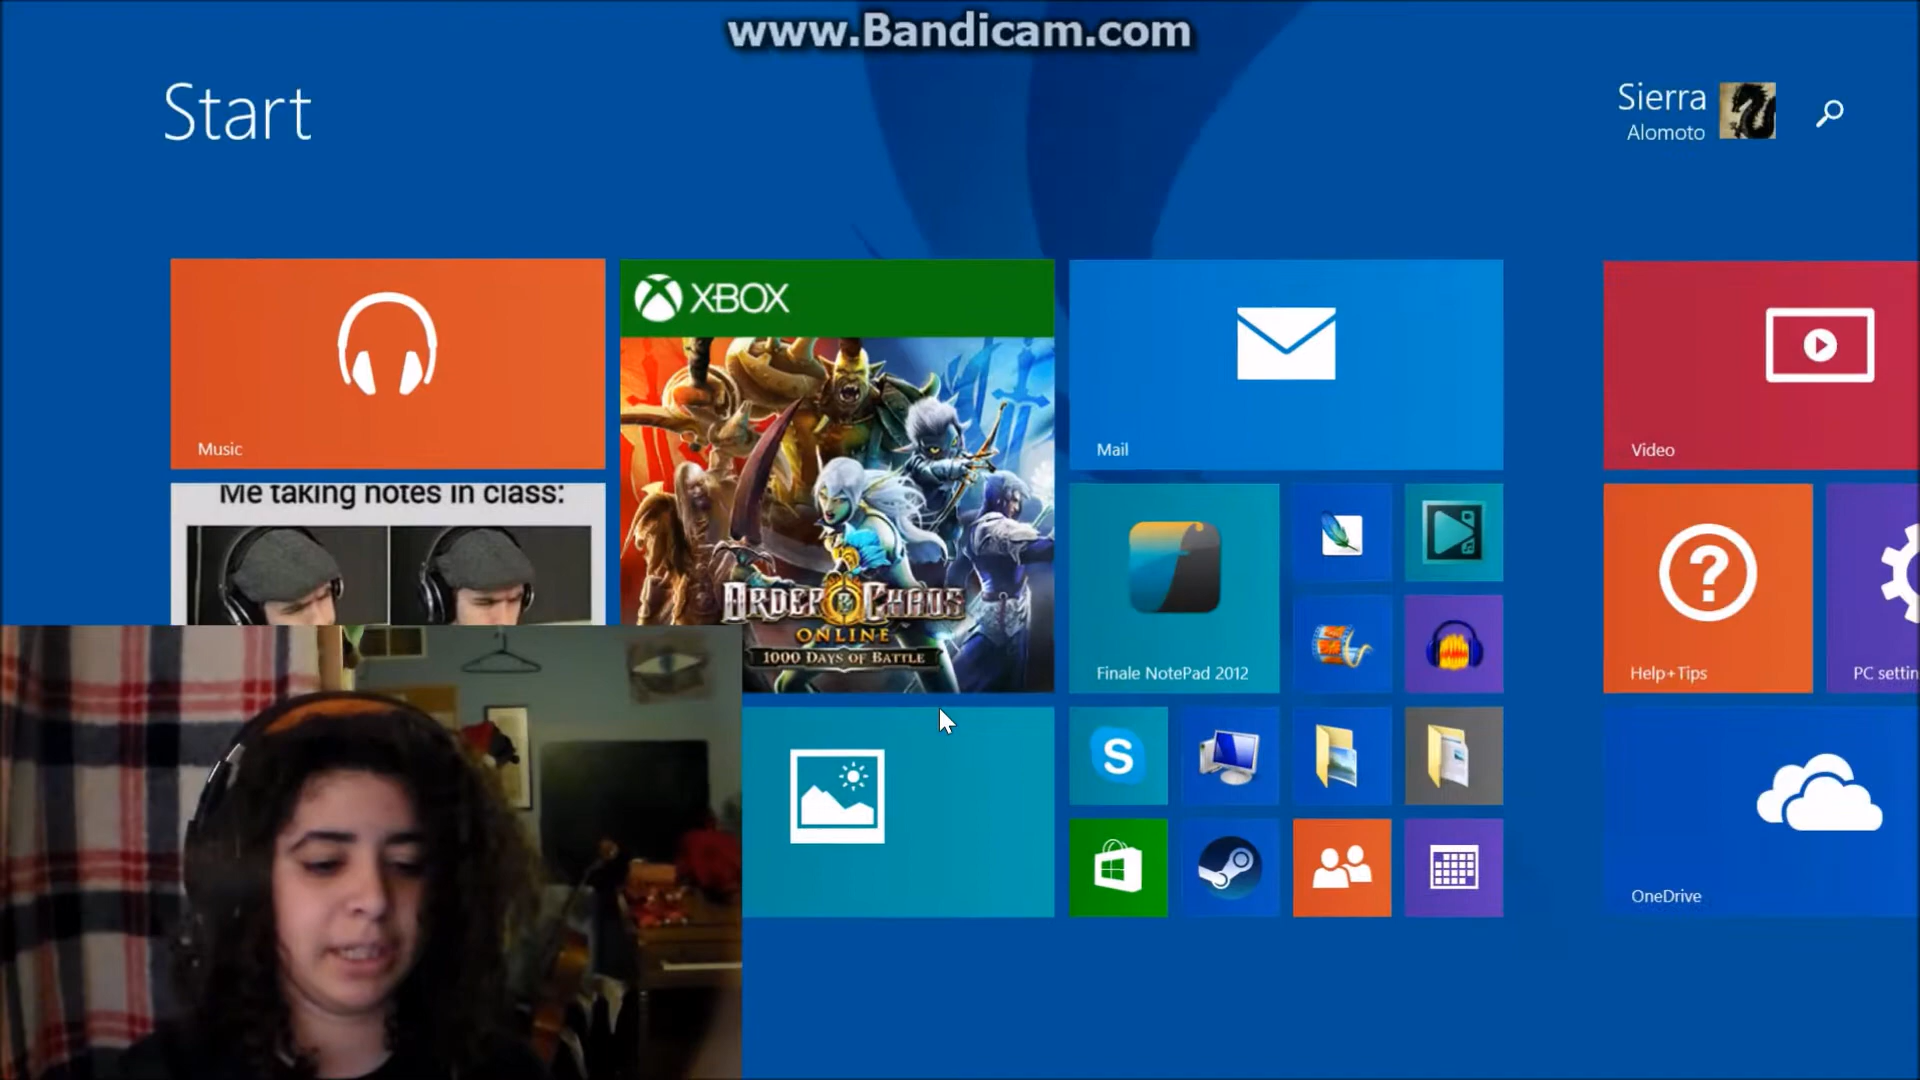 www.Bandicam.com
Start
Sierra
Alomoto
XBOX
Music
Mail
Video
Me taking notes in class:
ORDER & CHAOS
ONLINE
1000 DAYS OF BATTLE
Finale NotePad 2012
Help+Tips
PC settin
S
OneDrive